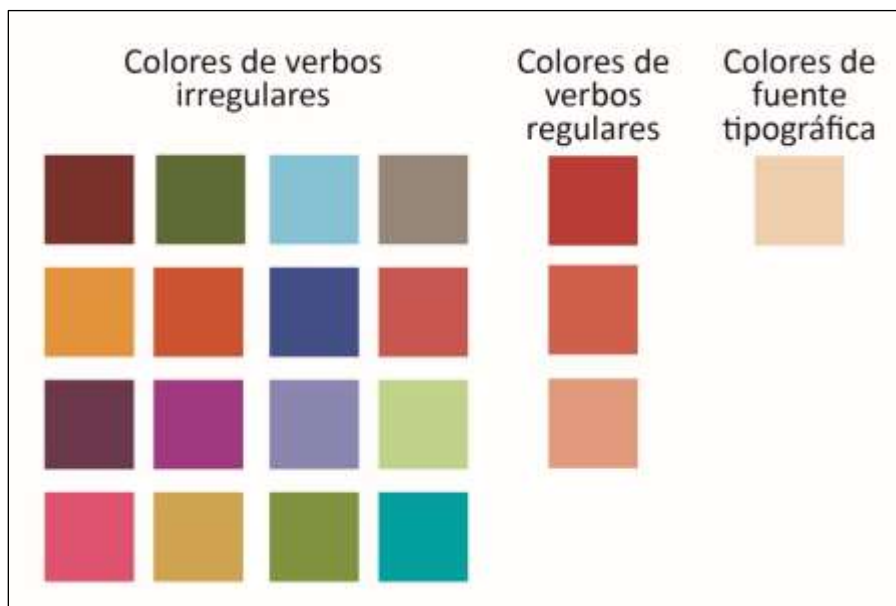 Colores de verbos
irregulares
Colores de
verbos
regulares
Colores de
fuente
tipográfica